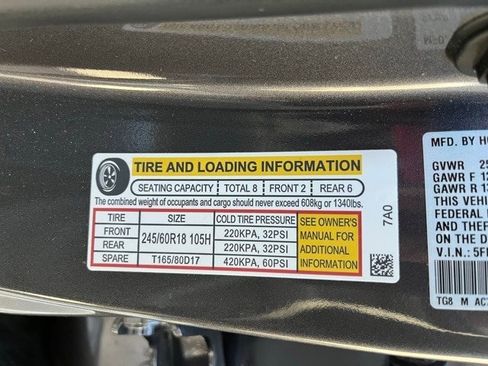 TIRE AND LOADING INFORMATION
SEATING CAPACITY TOTAL 8 FRONT 2 REAR 6
The combined weight of occupants and cargo should never exceed 608kg or 1340lbs.
TIRE SIZE COLD TIRE PRESSURE SEE OWNER'S MANUAL FOR ADDITIONAL INFORMATION
FRONT 245/60R18 105H 220KPA, 32PSI
REAR 220KPA, 32PSI
SPARE T165/80D17 420KPA, 60PSI
7A0
MFD. BY
GVWR
GAWR F
GAWR R
THIS
FEDERAL
AND
ON THE
V.I.N.:
TG8 M